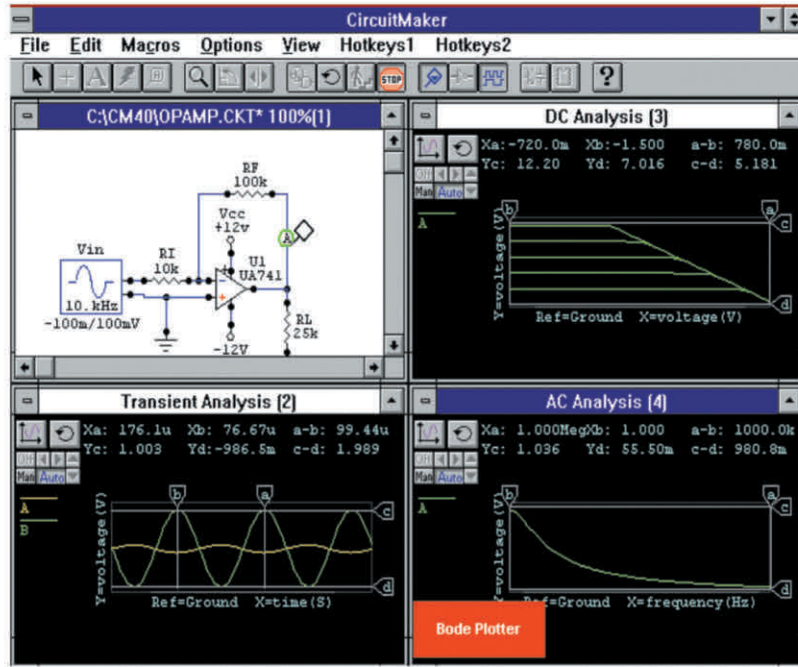 CircuitMaker
File Edit Macros Options View Hotkeys1 Hotkeys2
A STOP ?
C:\CM40\OPAMP.CKT* 100%(1)
RF
100k
Vcc
+12v
A
Vin
RI
10k
U1
UA741
10.kHz
-100m/100mV
-12V
RL
25k
DC Analysis (3)
Xa:-720.0m Xb:-1.500 a-b: 780.0m
Yc: 12.20 Yd: 7.016 c-d: 5.181
Off
Man Auto
A
b a
c
d
Y=voltage(V)
Ref=Ground X=voltage(V)
Transient Analysis (2)
Xa: 176.1u Xb: 76.67u a-b: 99.44u
Yc: 1.003 Yd:-986.5m c-d: 1.989
Off
Man Auto
A
B
b a
c
d
Y=voltage(V)
Ref=Ground X=time(S)
AC Analysis (4)
Xa: 1.000MegXb: 1.000 a-b: 1000.0k
Yc: 1.036 Yd: 55.50m c-d: 980.8m
Off
Man Auto
A
b a
c
d
Y=voltage(V)
Ref=Ground X=frequency(Hz)
Bode Plotter